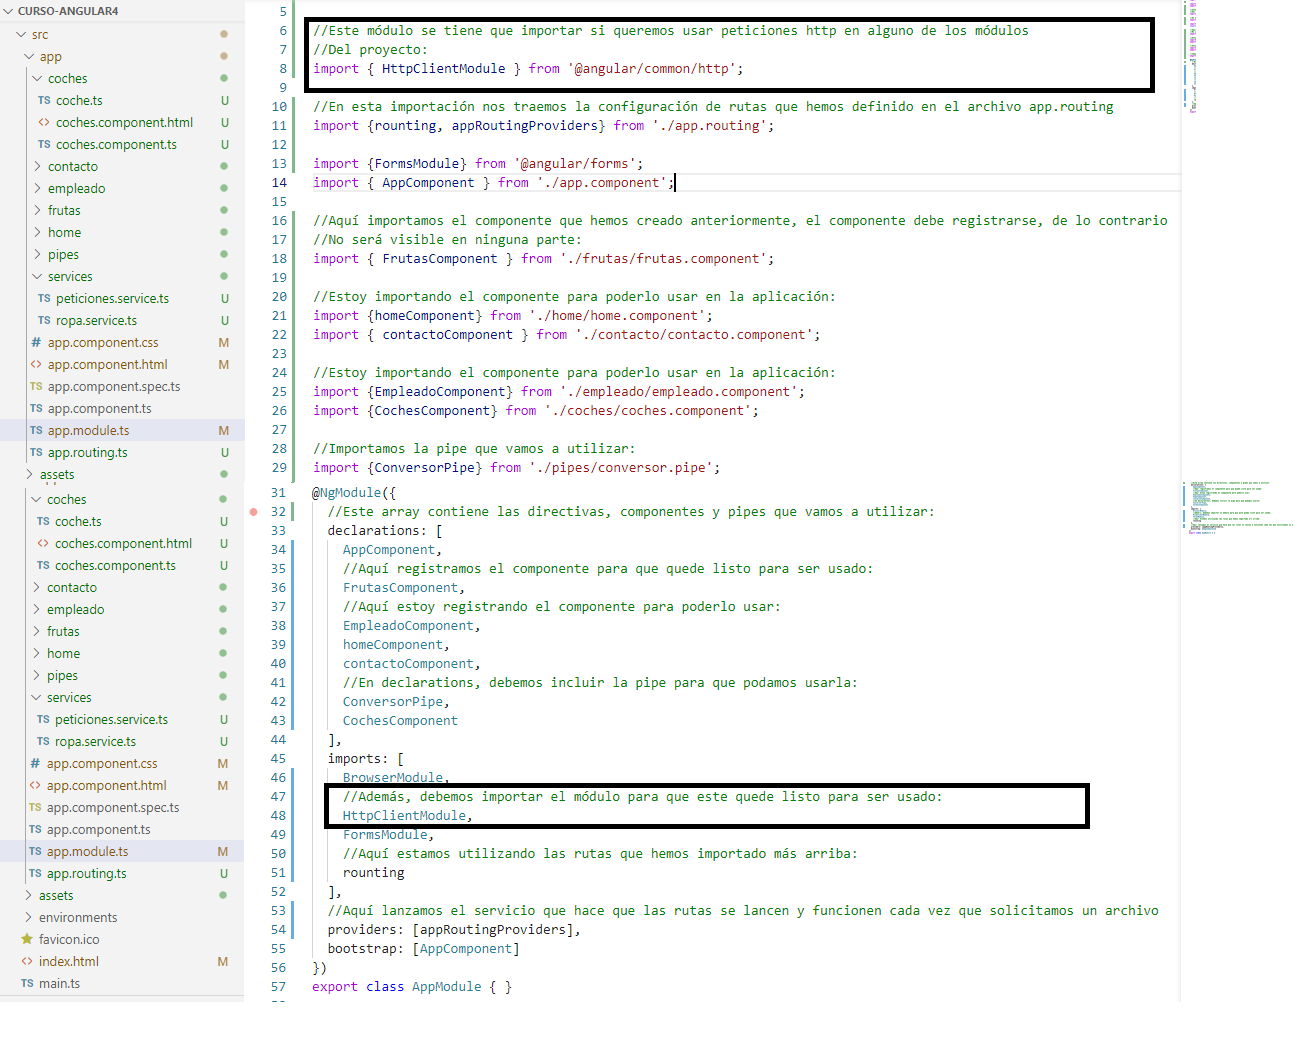 CURSO-ANGULAR4
src
app
coches
TS coche.ts U
<> coches.component.html U
TS coches.component.ts U
contacto
empleado
frutas
home
pipes
services
TS peticiones.service.ts U
TS ropa.service.ts U
# app.component.css M
<> app.component.html M
TS app.component.spec.ts
TS app.component.ts
TS app.module.ts M
TS app.routing.ts U
assets
coches
TS coche.ts U
<> coches.component.html U
TS coches.component.ts U
contacto
empleado
frutas
home
pipes
services
TS peticiones.service.ts U
TS ropa.service.ts U
# app.component.css M
<> app.component.html M
TS app.component.spec.ts
TS app.component.ts
TS app.module.ts M
TS app.routing.ts U
assets
environments
favicon.ico
<> index.html M
TS main.ts
5
6 //Este módulo se tiene que importar si queremos usar peticiones http en alguno de los módulos
7 //Del proyecto:
8 import { HttpClientModule } from '@angular/common/http';
9
10 //En esta importación nos traemos la configuración de rutas que hemos definido en el archivo app.routing
11 import {rounting, appRoutingProviders} from './app.routing';
12
13 import {FormsModule} from '@angular/forms';
14 import { AppComponent } from './app.component';
15
16 //Aquí importamos el componente que hemos creado anteriormente, el componente debe registrarse, de lo contrario
17 //No será visible en ninguna parte:
18 import { FrutasComponent } from './frutas/frutas.component';
19
20 //Estoy importando el componente para poderlo usar en la aplicación:
21 import {homeComponent} from './home/home.component';
22 import { contactoComponent } from './contacto/contacto.component';
23
24 //Estoy importando el componente para poderlo usar en la aplicación:
25 import {EmpleadoComponent} from './empleado/empleado.component';
26 import {CochesComponent} from './coches/coches.component';
27
28 //Importamos la pipe que vamos a utilizar:
29 import {ConversorPipe} from './pipes/conversor.pipe';
31 @NgModule({
32 //Este array contiene las directivas, componentes y pipes que vamos a utilizar:
33 declarations: [
34 AppComponent,
35 //Aquí registramos el componente para que quede listo para ser usado:
36 FrutasComponent,
37 //Aquí estoy registrando el componente para poderlo usar:
38 EmpleadoComponent,
39 homeComponent,
40 contactoComponent,
41 //En declarations, debemos incluir la pipe para que podamos usarla:
42 ConversorPipe,
43 CochesComponent
44 ],
45 imports: [
46 BrowserModule,
47 //Además, debemos importar el módulo para que este quede listo para ser usado:
48 HttpClientModule,
49 FormsModule,
50 //Aquí estamos utilizando las rutas que hemos importado más arriba:
51 rounting
52 ],
53 //Aquí lanzamos el servicio que hace que las rutas se lancen y funcionen cada vez que solicitamos un archivo
54 providers: [appRoutingProviders],
55 bootstrap: [AppComponent]
56 })
57 export class AppModule { }